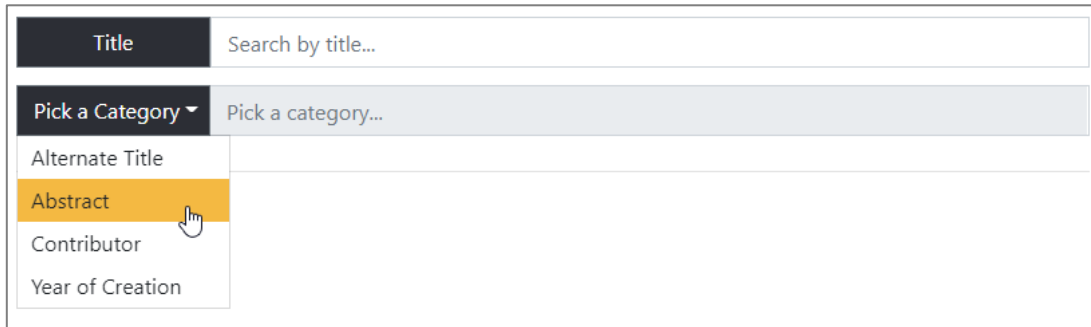 Title Search by title...
Pick a Category Pick a category...
Alternate Title
Abstract
Contributor
Year of Creation